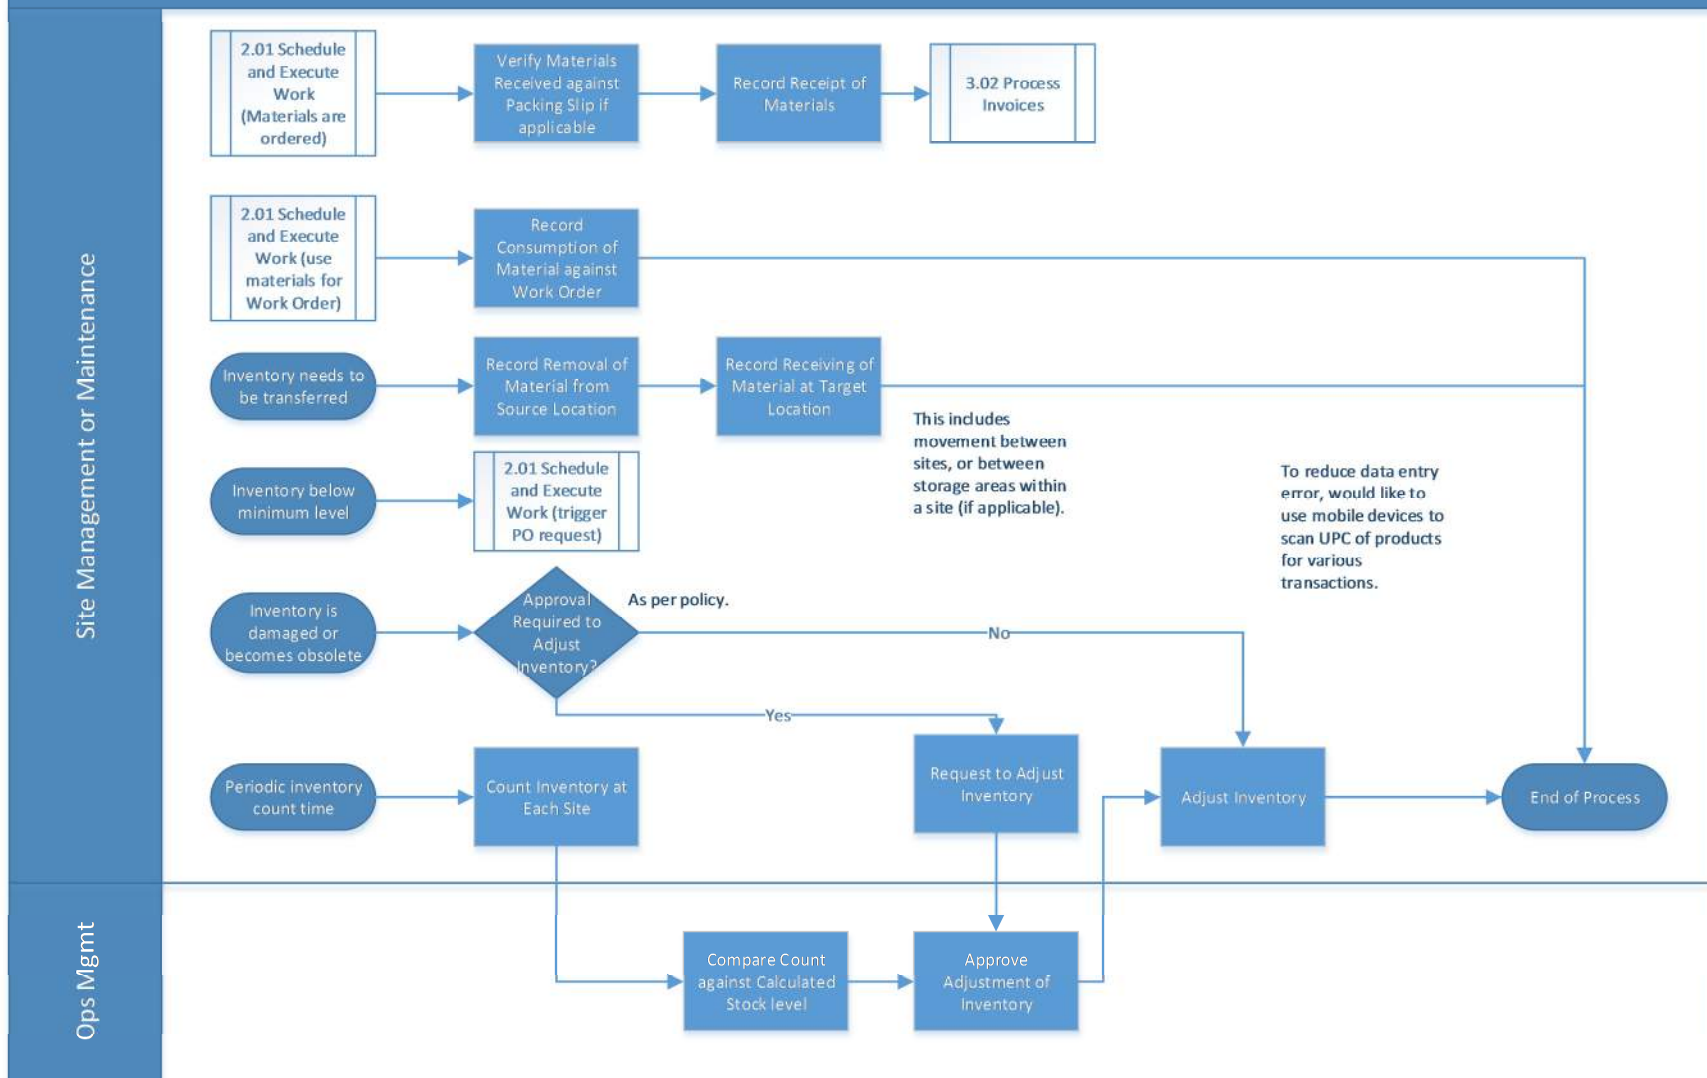 Site Management or Maintenance
2.01 Schedule
and Execute
Work
(Materials are
ordered)
Verify Materials
Received against
Packing Slip if
applicable
Record Receipt of
Materials
3.02 Process
Invoices
2.01 Schedule
and Execute
Work (use
materials for
Work Order)
Record
Consumption of
Material against
Work Order
Inventory needs to
be transferred
Record Removal of
Material from
Source Location
Record Receiving of
Material at Target
Location
This includes
movement between
sites, or between
storage areas within
a site (if applicable).
Inventory below
minimum level
2.01 Schedule
and Execute
Work (trigger
PO request)
To reduce data entry
error, would like to
use mobile devices to
scan UPC of products
for various
transactions.
Inventory is
damaged or
becomes obsolete
Approval
Required to
Adjust
Inventory?
As per policy.
No
Yes
Periodic inventory
count time
Count Inventory at
Each Site
Request to Adjust
Inventory
Adjust Inventory
End of Process
Ops Mgmt
Compare Count
against Calculated
Stock level
Approve
Adjustment of
Inventory